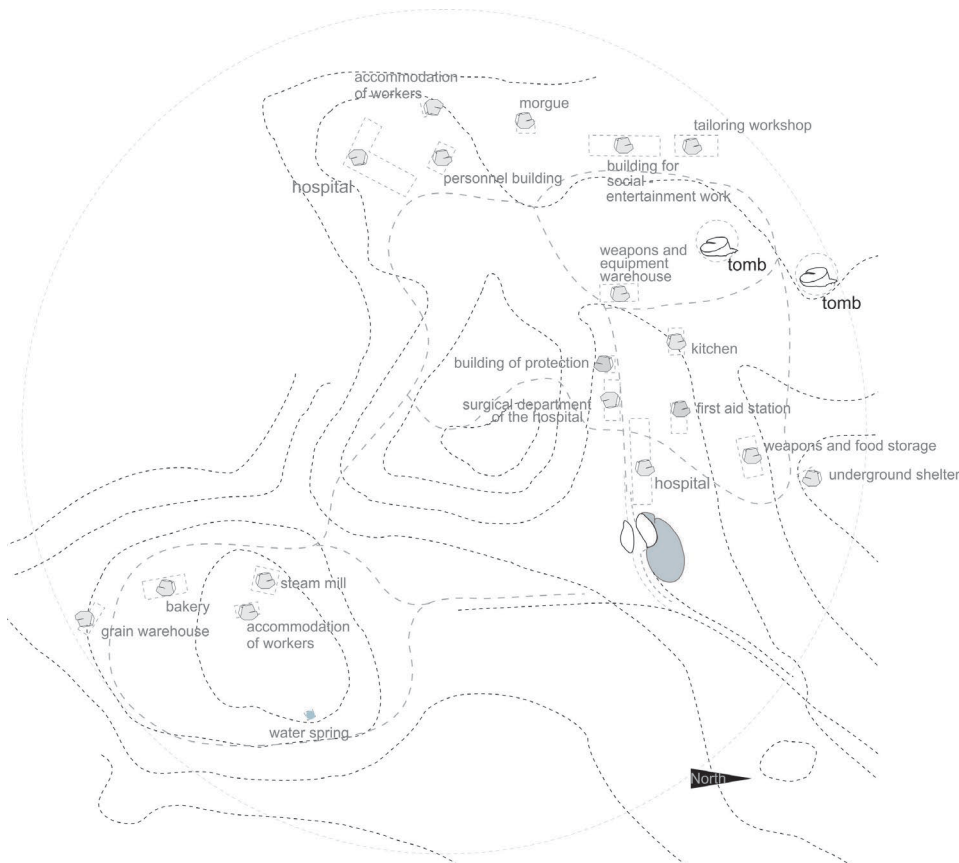 accommodation
of workers
morgue
tailoring workshop
hospital
personnel building
building for
social -
entertainment work
weapons and
equipment
warehouse
tomb
tomb
kitchen
building of protection
surgical department
of the hospital
first aid station
weapons and food storage
underground shelter
hospital
steam mill
bakery
grain warehouse
accommodation
of workers
water spring
North